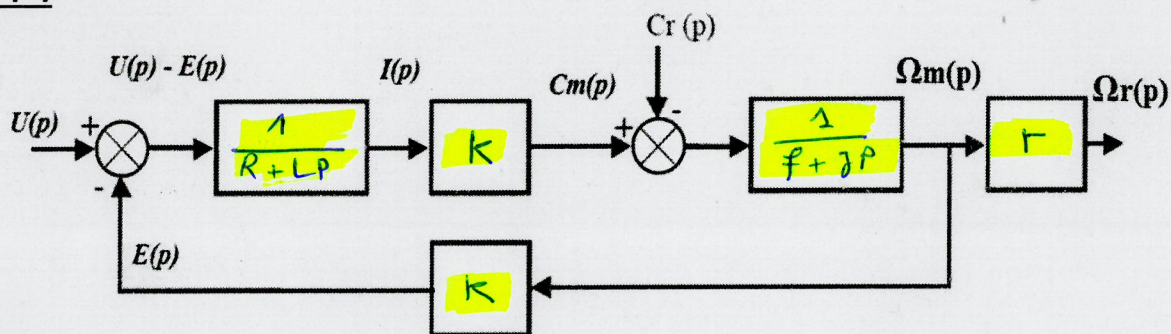 Cr (p)
U(p) - E(p)
I(p)
Cm(p)
Ωm(p)
Ωr(p)
U(p)
+
-
1
R + Lp
k
+
-
1
f + Jp
r
E(p)
k